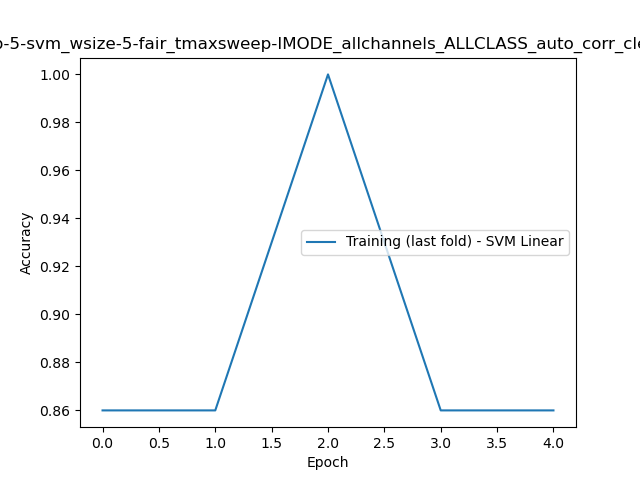 o-5-svm_wsize-5-fair_tmaxsweep-IMODE_allchannels_ALLCLASS_auto_corr_cle
1.00
0.98
0.96
0.94
0.92
0.90
0.88
0.86
Accuracy
Training (last fold) - SVM Linear
0.0 0.5 1.0 1.5 2.0 2.5 3.0 3.5 4.0
Epoch